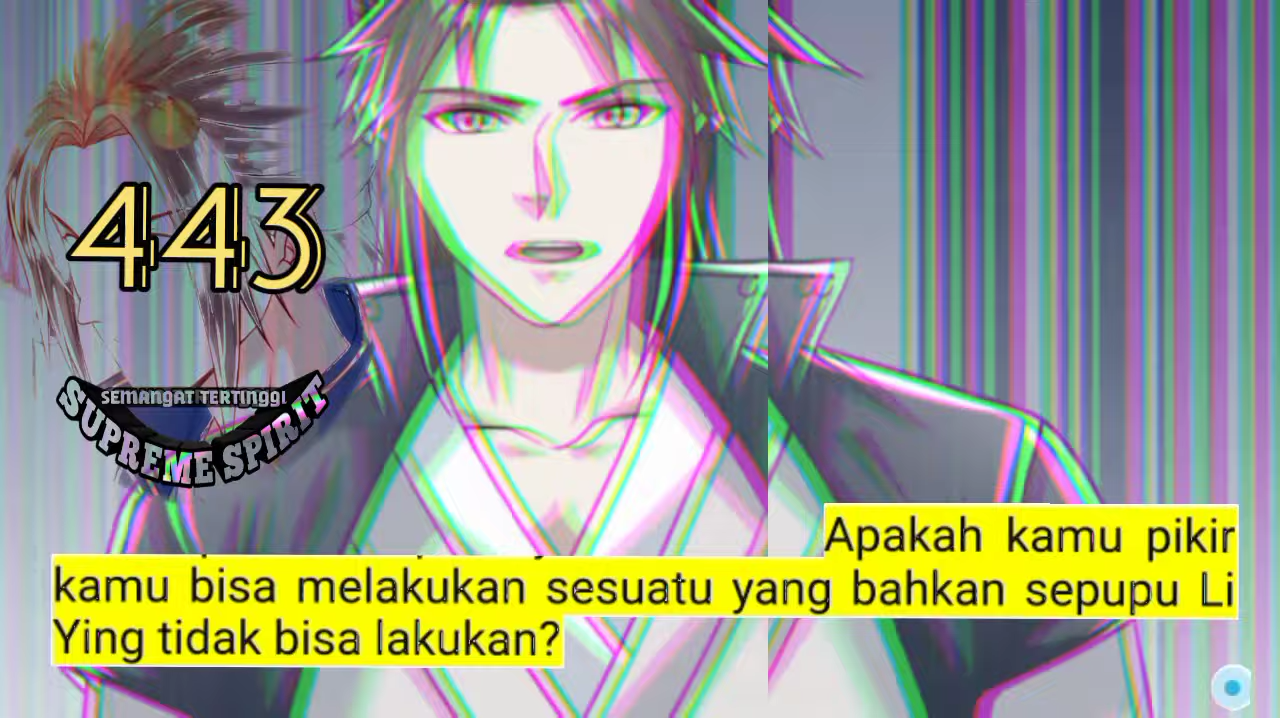 443
SEMANGAT TERTINGGI
SUPREME SPIRIT
Apakah kamu pikir
kamu bisa melakukan sesuatu yang bahkan sepupu Li
Ying tidak bisa lakukan?